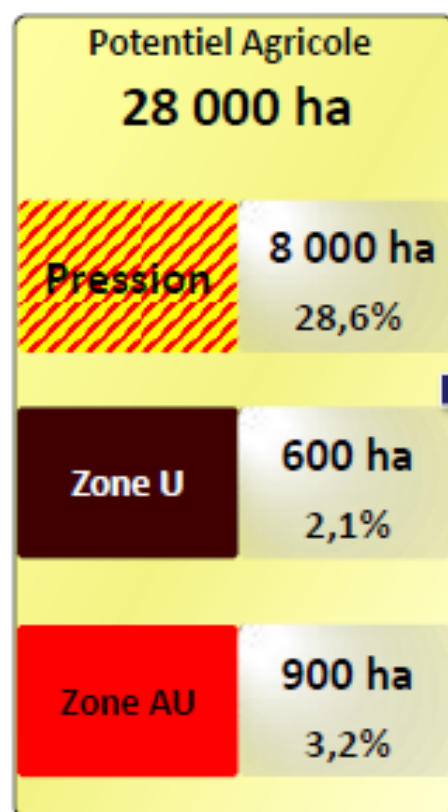 Potentiel Agricole
28 000 ha
Pression
8 000 ha
28,6%
Zone U
600 ha
2,1%
Zone AU
900 ha
3,2%